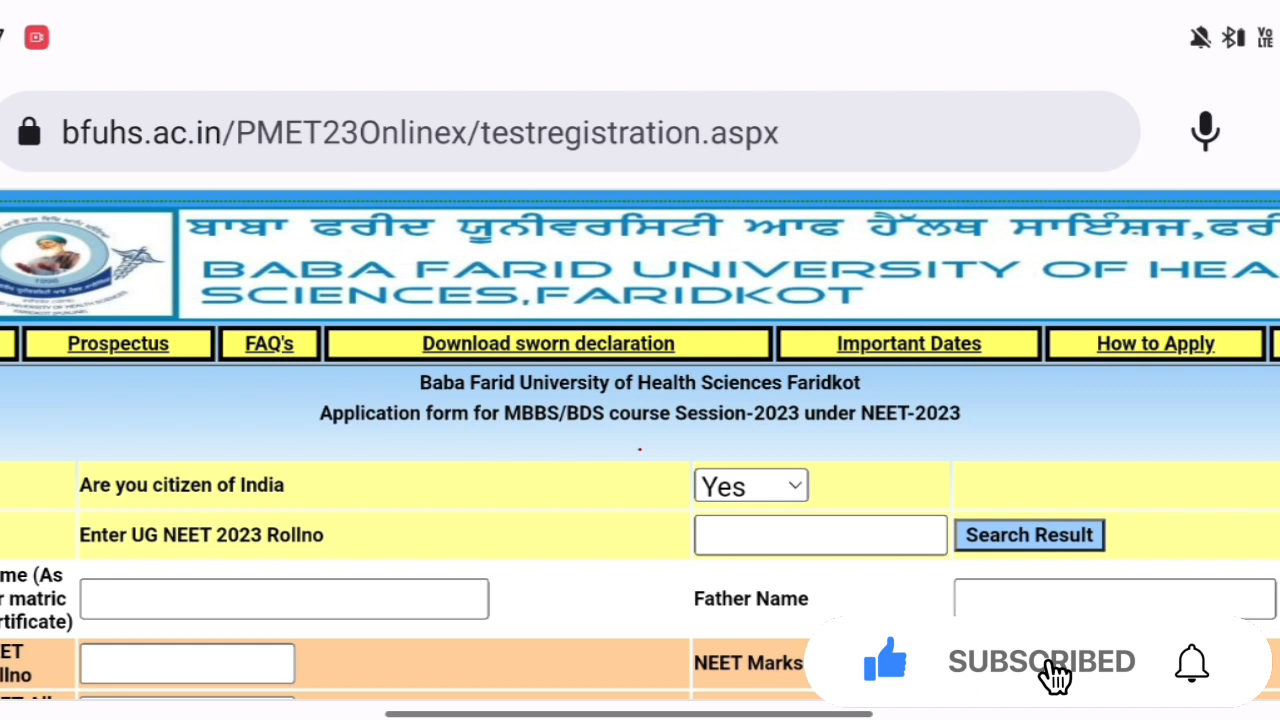 Vo
LTE
bfuhs.ac.in/PMET23Onlinex/testregistration.aspx
ਬਾਬਾ ਫਰੀਦ ਯੂਨੀਵਰਸਿਟੀ ਆਫ ਹੈੱਲਥ ਸਾਇੰਸ਼ਜ,ਫਰੀ
BABA FARID UNIVERSITY OF HEA
SCIENCES,FARIDKOT
Prospectus FAQ's Download sworn declaration Important Dates How to Apply
Baba Farid University of Health Sciences Faridkot
Application form for MBBS/BDS course Session-2023 under NEET-2023
Are you citizen of India Yes
Enter UG NEET 2023 Rollno Search Result
me (As
r matric
rtificate)
Father Name
ET
llno
NEET Marks
SUBSCRIBED